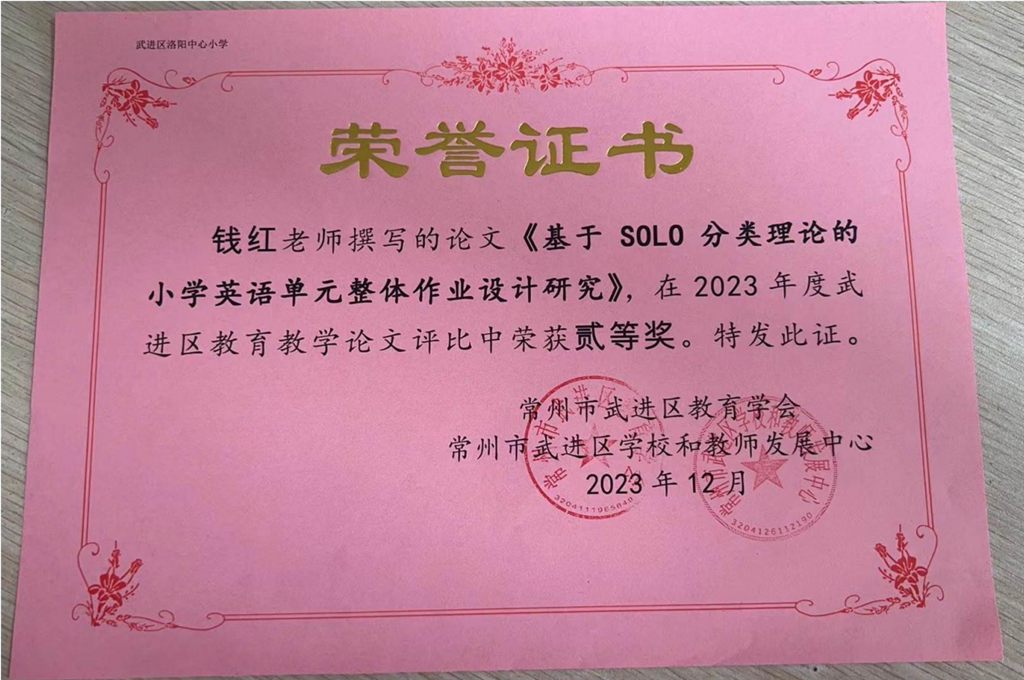 武进区洛阳中心小学
荣誉证书
钱红老师撰写的论文《基于 SOLO 分类理论的
小学英语单元整体作业设计研究》，在 2023 年度武
进区教育教学论文评比中荣获贰等奖。特发此证。
常州市武进区教育学会
常州市武进区学校和教师发展中心
2023 年 12 月
3204126112190